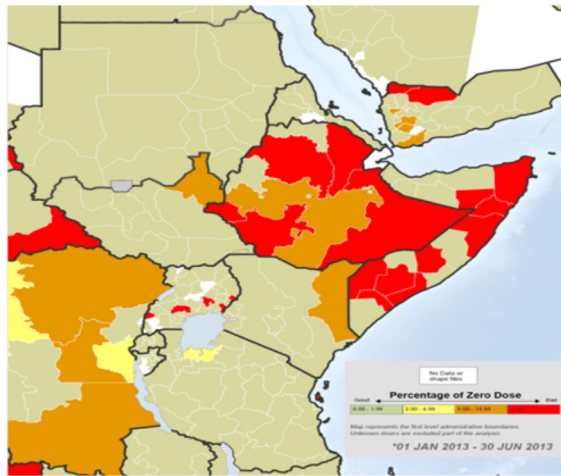 No Data or
shape files
Percentage of Zero Dose
Good
Bad
0.00 - 1.99
2.00 - 4.99
5.00 - 14.99
Map represents the first level administrative boundaries.
Unknown doses are excluded part of the analysis.
*01 JAN 2013 - 30 JUN 2013